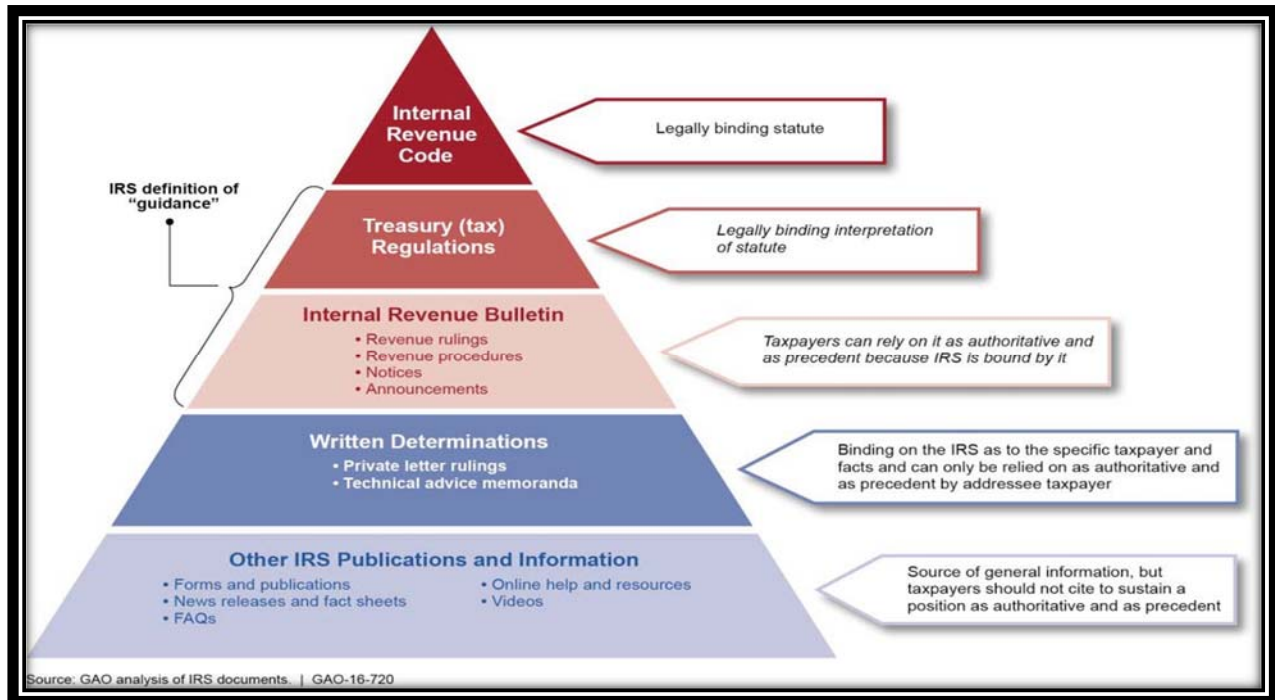 Internal
Revenue
Code
Legally binding statute
IRS definition of
“guidance”
Treasury (tax)
Regulations
Legally binding interpretation
of statute
Internal Revenue Bulletin
• Revenue rulings
• Revenue procedures
• Notices
• Announcements
Taxpayers can rely on it as authoritative and
as precedent because IRS is bound by it
Written Determinations
• Private letter rulings
• Technical advice memoranda
Binding on the IRS as to the specific taxpayer and
facts and can only be relied on as authoritative and
as precedent by addressee taxpayer
Other IRS Publications and Information
• Forms and publications
• News releases and fact sheets
• FAQs
• Online help and resources
• Videos
Source of general information, but
taxpayers should not cite to sustain a
position as authoritative and as precedent
Source: GAO analysis of IRS documents. | GAO-16-720